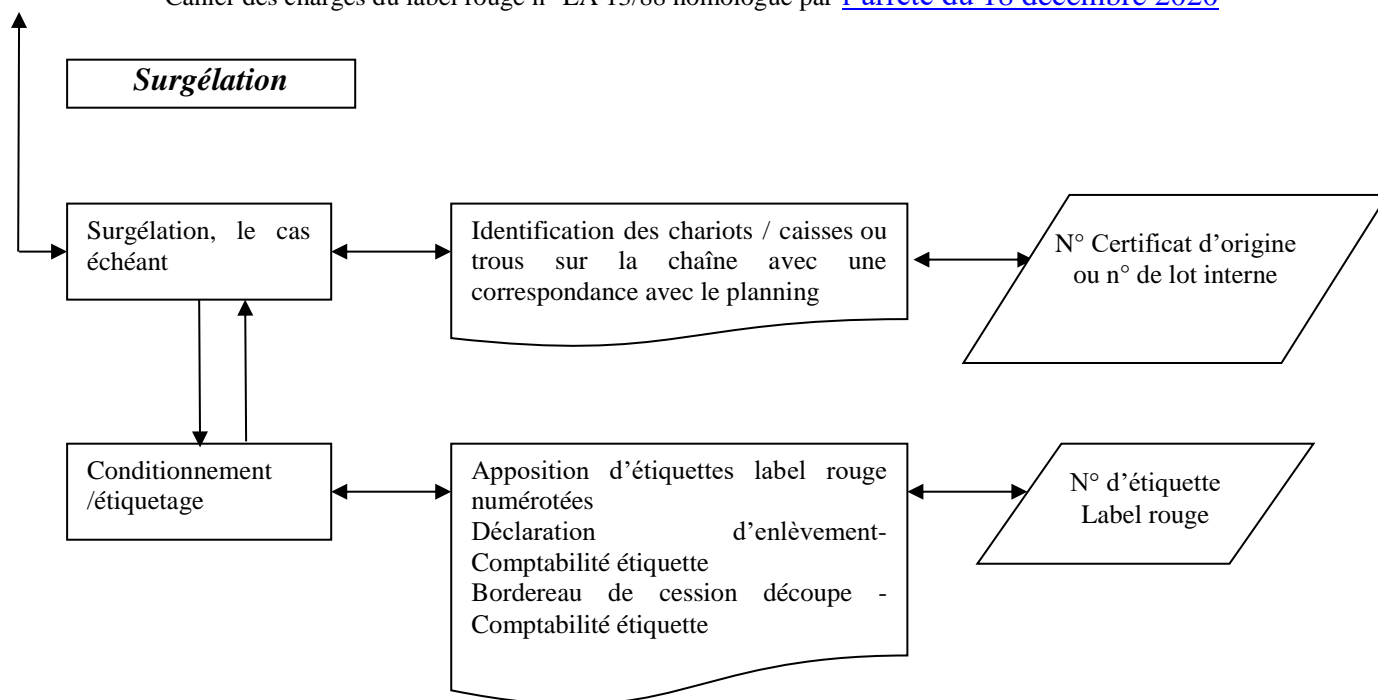 Cahier des charges du label rouge n° LA 13/88 homologué par l'arrêté du 18 décembre 2020
Surgélation
Surgélation, le cas
échéant
Identification des chariots / caisses ou
trous sur la chaîne avec une
correspondance avec le planning
N° Certificat d'origine
ou n° de lot interne
Conditionnement
/étiquetage
Apposition d'étiquettes label rouge
numérotées
Déclaration d'enlèvement-
Comptabilité étiquette
Bordereau de cession découpe -
Comptabilité étiquette
N° d'étiquette
Label rouge